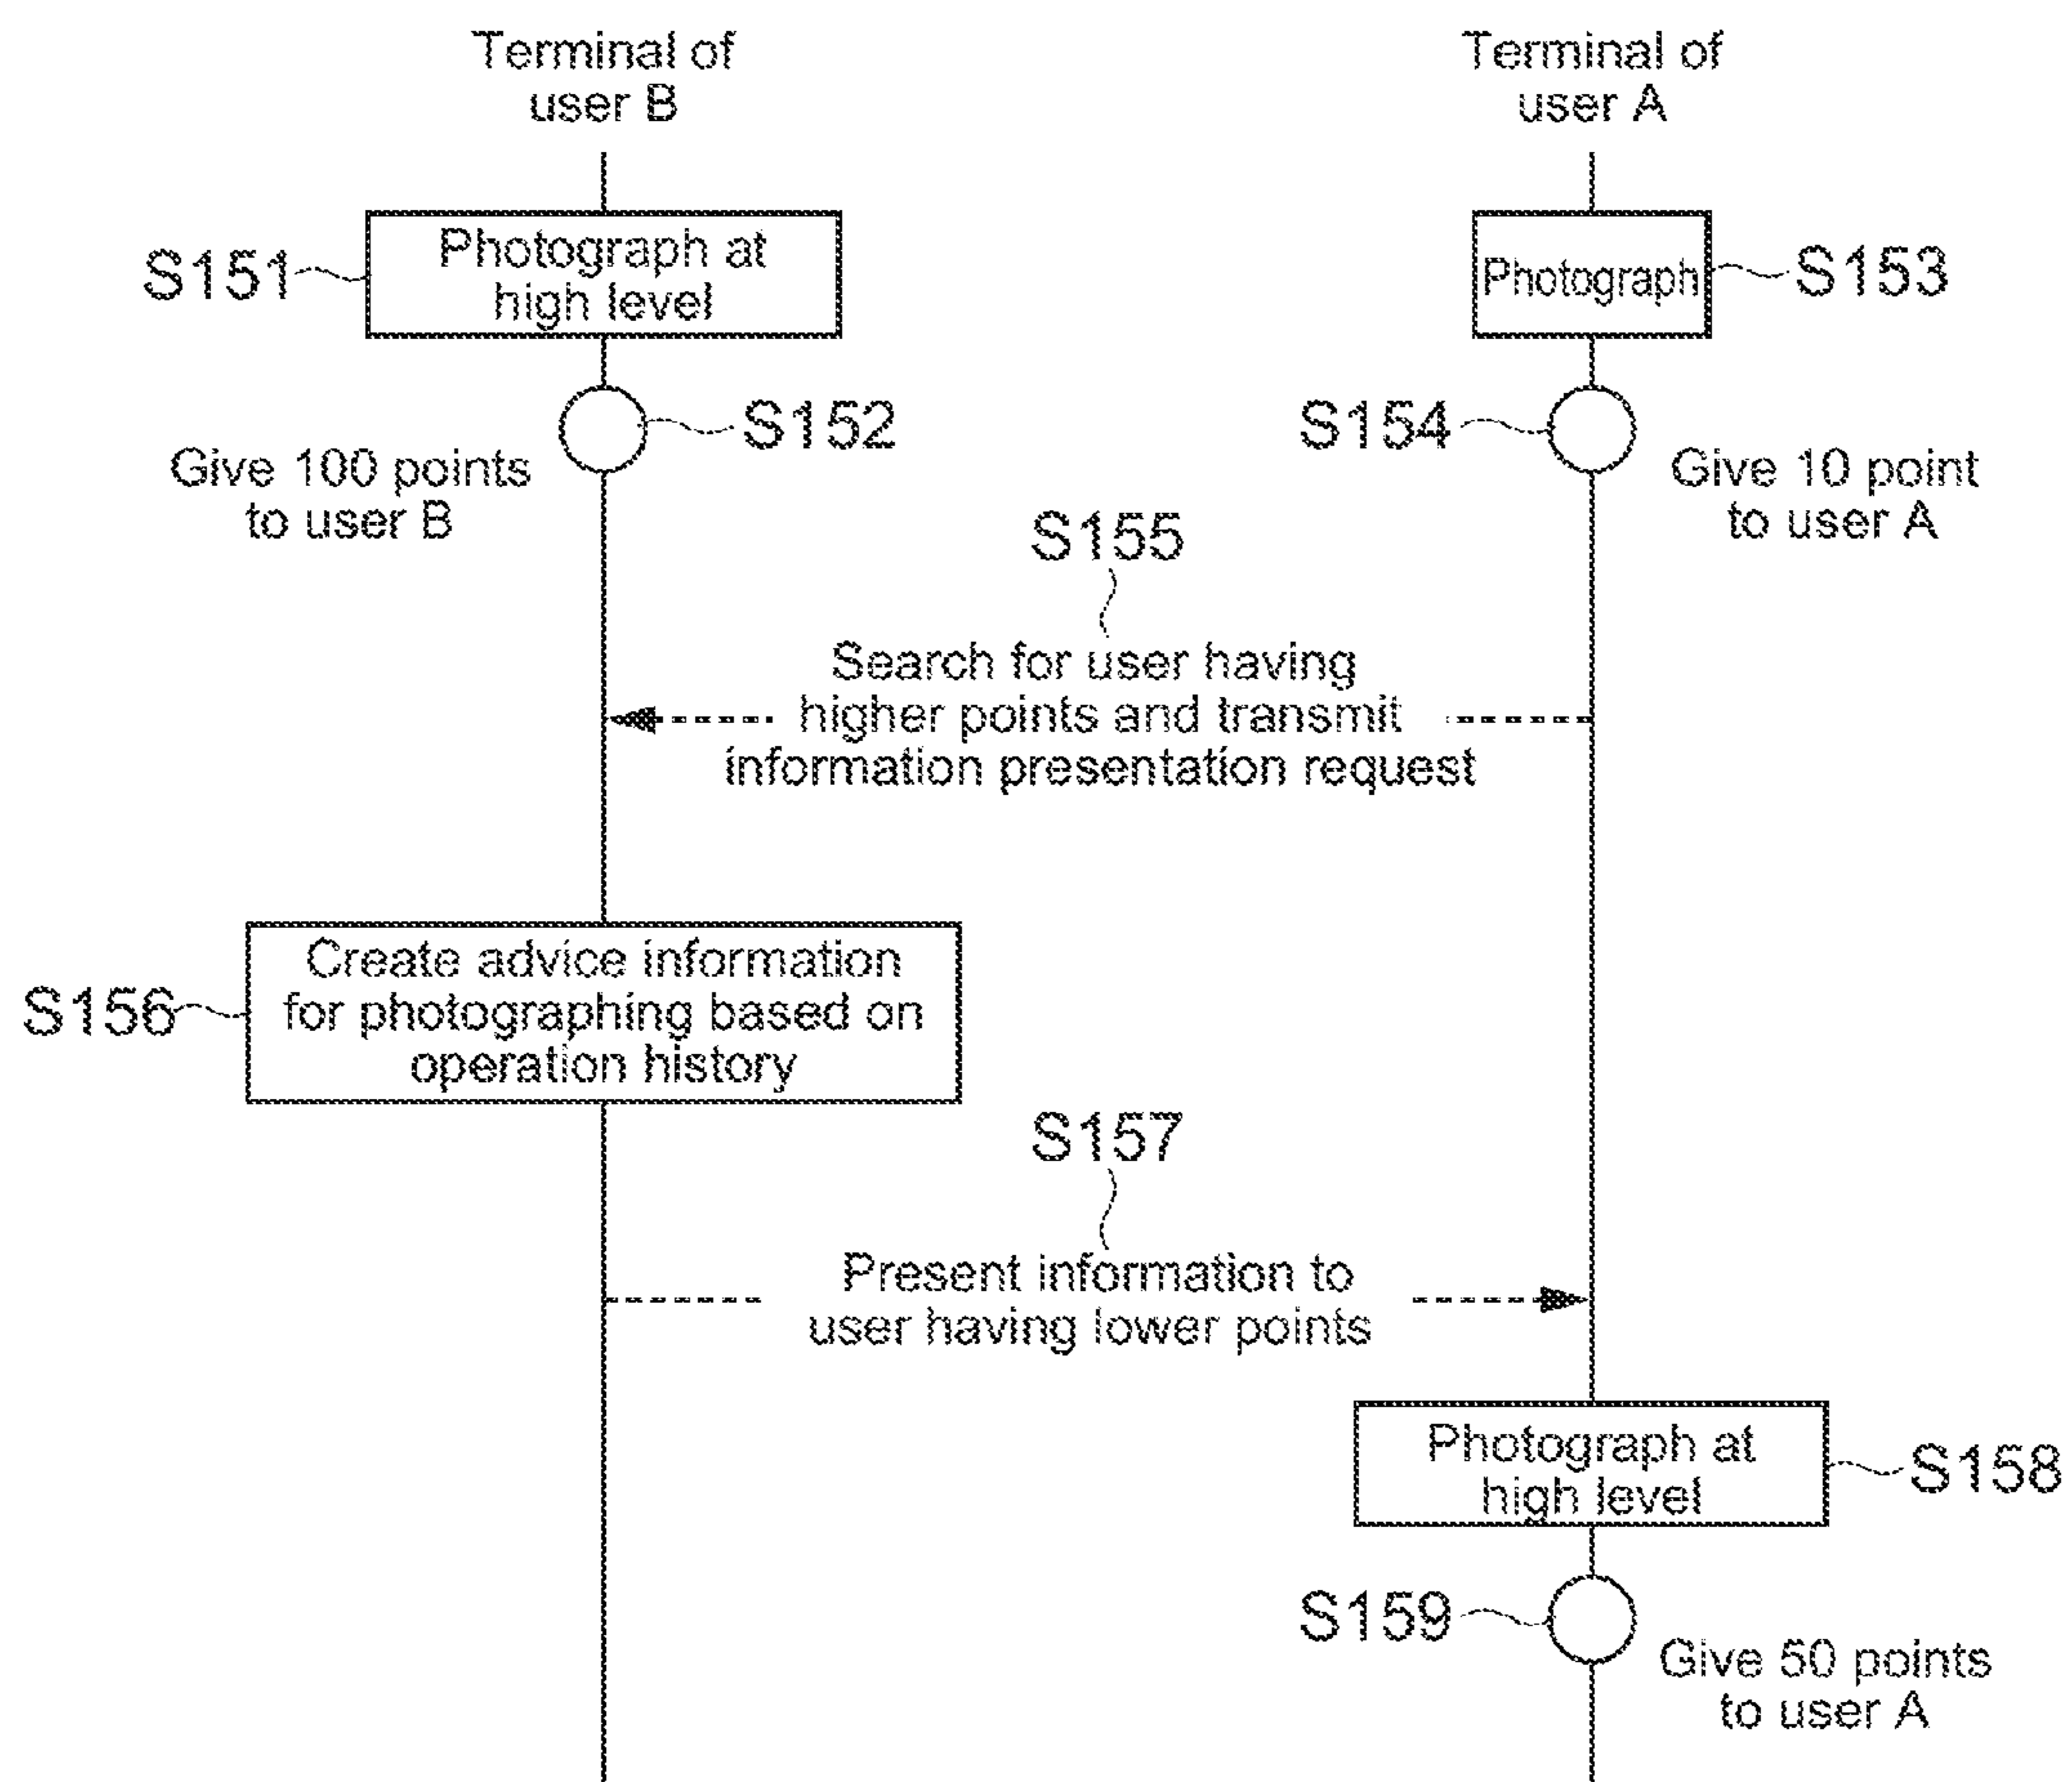 Terminal of
user B
Terminal of
user A
S151
Photograph at
high level
Photograph
S153
S152
Give 100 points
to user B
S154
Give 10 point
to user A
S155
Search for user having
higher points and transmit
information presentation request
S156
Create advice information
for photographing based on
operation history
S157
Present information to
user having lower points
Photograph at
high level
S158
S159
Give 50 points
to user A